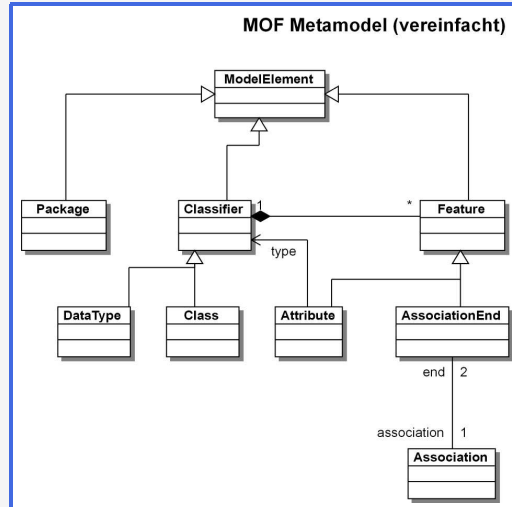 MOF Metamodel (vereinfacht)
ModelElement
Package
Classifier
1
*
Feature
type
DataType
Class
Attribute
AssociationEnd
end 2
association 1
Association